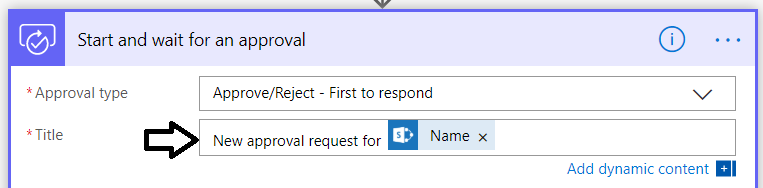 Start and wait for an approval
* Approval type
Approve/Reject - First to respond
* Title
New approval request for Name ×
Add dynamic content